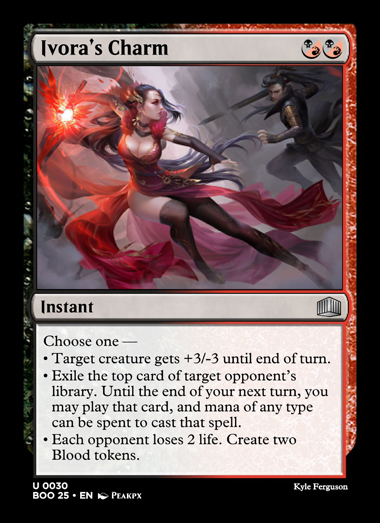 Ivora's Charm
Instant
Choose one —
• Target creature gets +3/-3 until end of turn.
• Exile the top card of target opponent's
library. Until the end of your next turn, you
may play that card, and mana of any type
can be spent to cast that spell.
• Each opponent loses 2 life. Create two
Blood tokens.
U 0030
BOO 25 • EN Peakpx
Kyle Ferguson